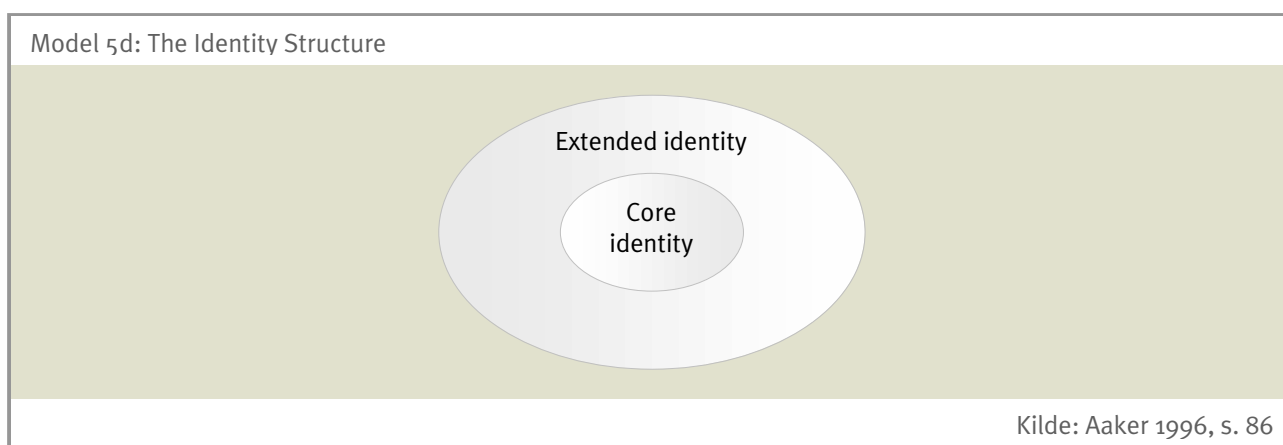 Model 5d: The Identity Structure
Extended identity
Core
identity
Kilde: Aaker 1996, s. 86